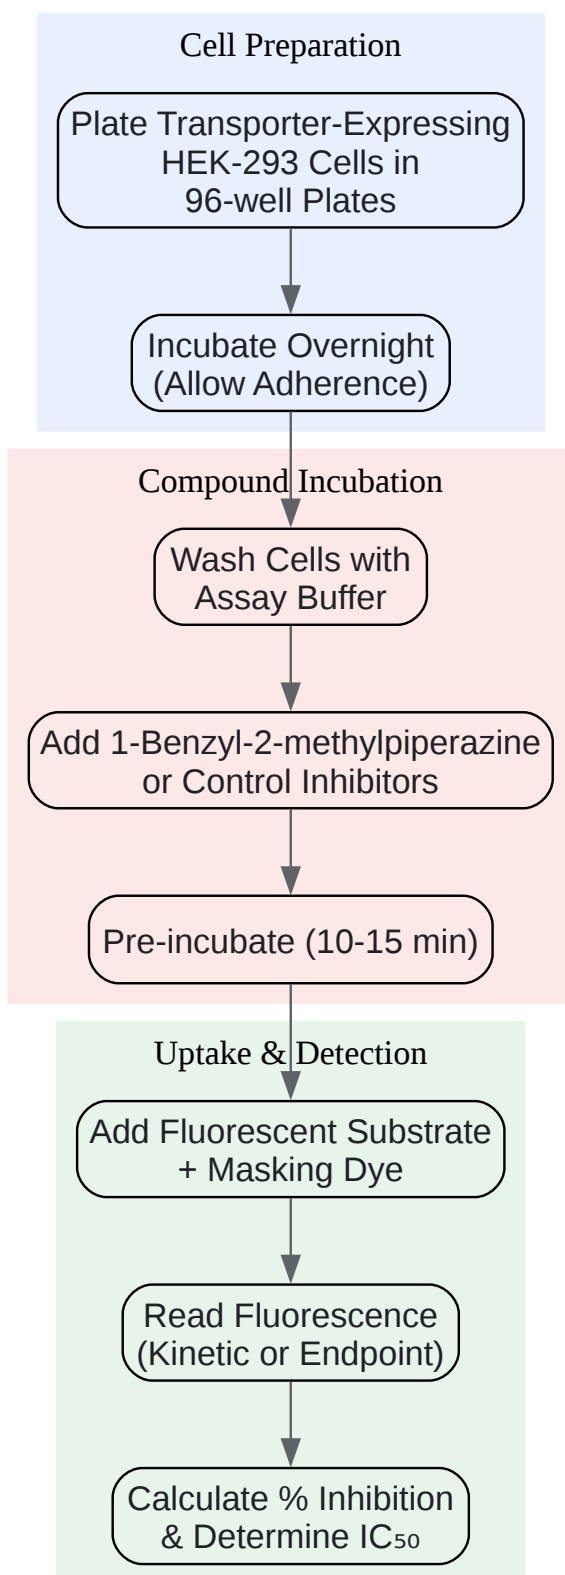 Cell Preparation
Plate Transporter-Expressing
HEK-293 Cells in
96-well Plates
Incubate Overnight
(Allow Adherence)
Compound Incubation
Wash Cells with
Assay Buffer
Add 1-Benzyl-2-methylpiperazine
or Control Inhibitors
Pre-incubate (10-15 min)
Uptake & Detection
Add Fluorescent Substrate
+ Masking Dye
Read Fluorescence
(Kinetic or Endpoint)
Calculate % Inhibition
& Determine IC₅₀